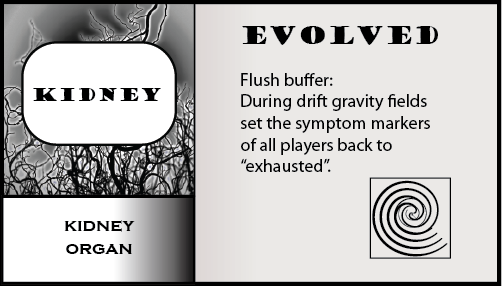 KIDNEY
KIDNEY
ORGAN
EVOLVED
Flush buffer:
During drift gravity fields
set the symptom markers
of all players back to
“exhausted”.